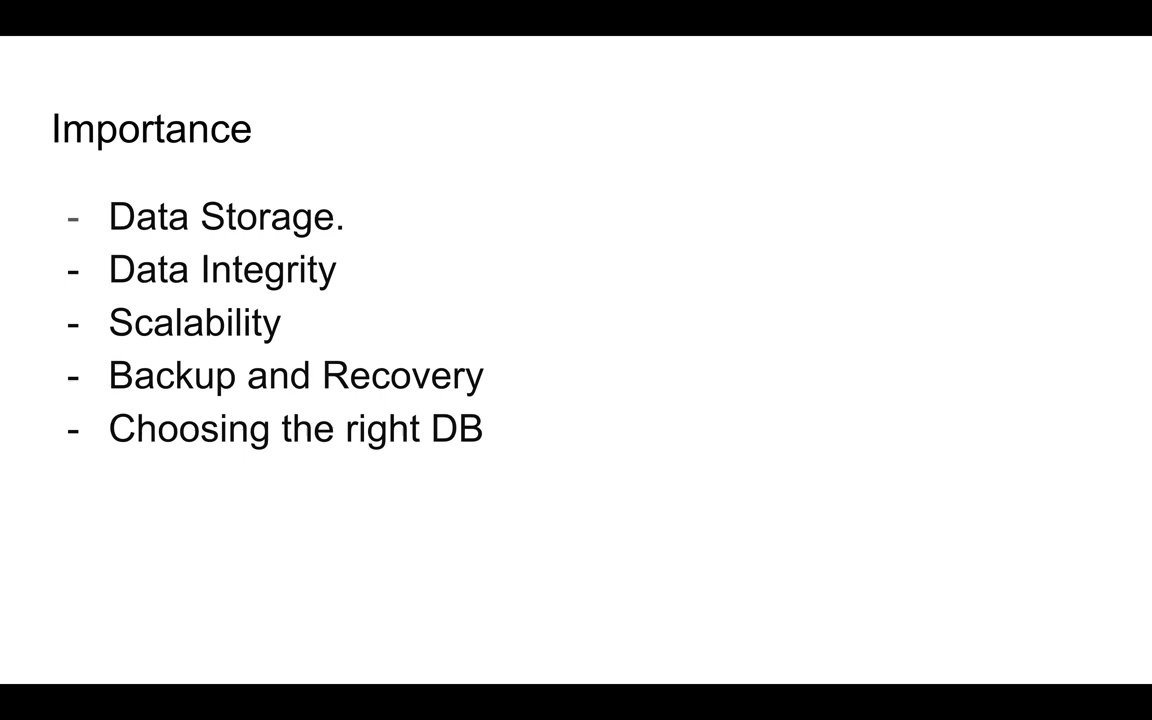 Importance
- Data Storage.
- Data Integrity
- Scalability
- Backup and Recovery
- Choosing the right DB